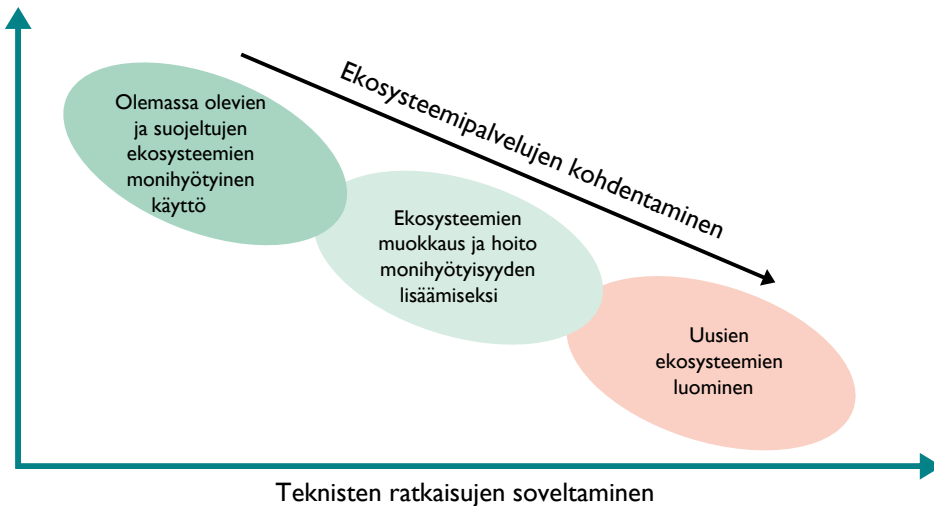 Olemassa olevien
ja suojeltujen
ekosysteemien
monihyötyinen
käyttö
Ekosysteemipalvelujen kohdentaminen
Ekosysteemien
muokkaus ja hoito
monihyötyisyyden
lisäämiseksi
Uusien
ekosysteemien
luominen
Teknisten ratkaisujen soveltaminen